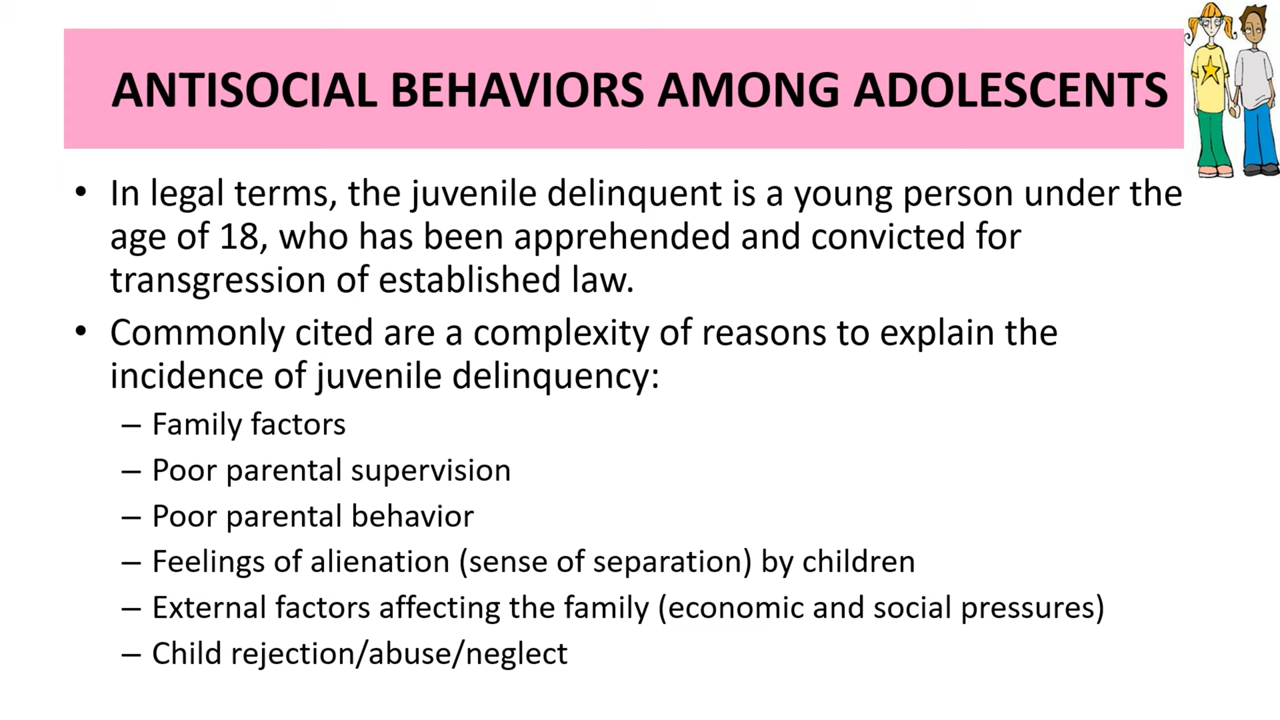 ANTISOCIAL BEHAVIORS AMONG ADOLESCENTS
• In legal terms, the juvenile delinquent is a young person under the
age of 18, who has been apprehended and convicted for
transgression of established law.
• Commonly cited are a complexity of reasons to explain the
incidence of juvenile delinquency:
– Family factors
– Poor parental supervision
– Poor parental behavior
– Feelings of alienation (sense of separation) by children
– External factors affecting the family (economic and social pressures)
– Child rejection/abuse/neglect